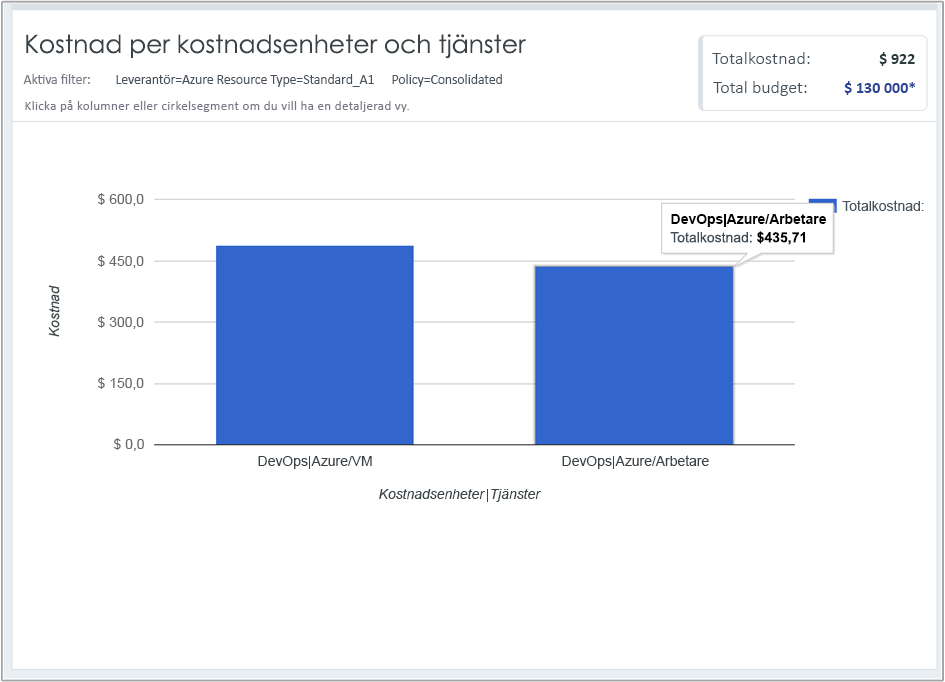 Kostnad per kostnadsenheter och tjänster
Totalkostnad: $ 922
Total budget: $ 130 000*
Aktiva filter: Leverantör=Azure Resource Type=Standard_A1 Policy=Consolidated
Klicka på kolumner eller cirkelsegment om du vill ha en detaljerad vy.
$ 600,0
$ 450,0
$ 300,0
$ 150,0
$ 0,0
Kostnad
DevOps|Azure/Arbetare
Totalkostnad: $435,71
Totalkostnad:
DevOps|Azure/VM
DevOps|Azure/Arbetare
Kostnadsenheter|Tjänster